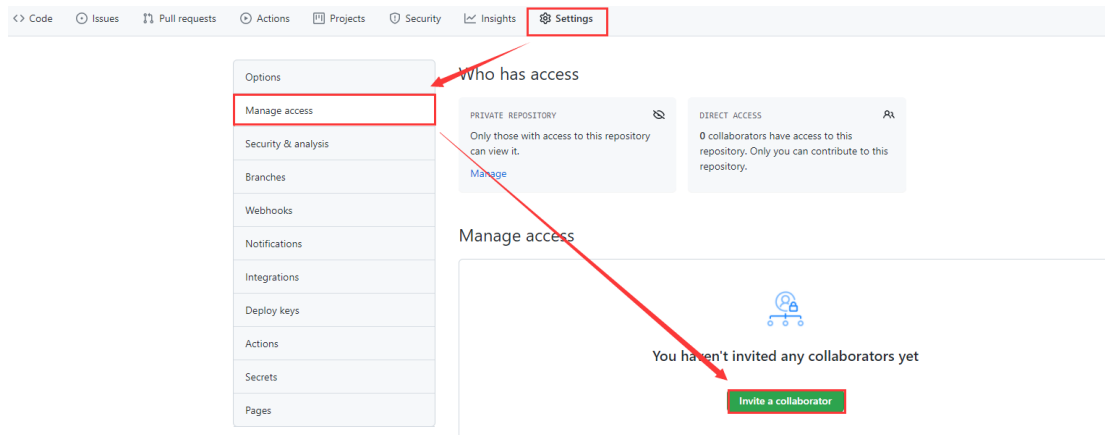 <> Code Issues Pull requests Actions Projects Security Insights Settings
Options
Manage access
Security & analysis
Branches
Webhooks
Notifications
Integrations
Deploy keys
Actions
Secrets
Pages
Who has access
PRIVATE REPOSITORY
Only those with access to this repository
can view it.
Manage
DIRECT ACCESS
0 collaborators have access to this
repository. Only you can contribute to this
repository.
Manage access
You haven't invited any collaborators yet
Invite a collaborator